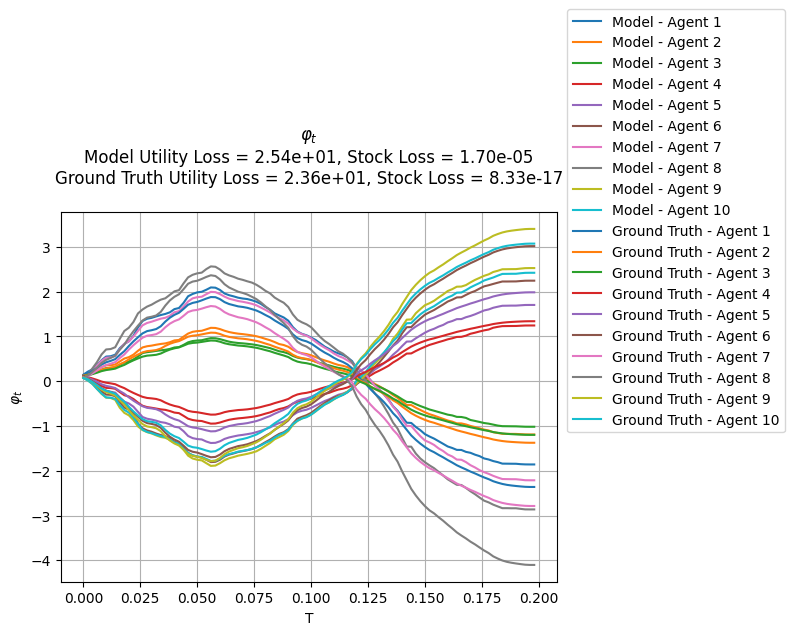 Model - Agent 1
Model - Agent 2
Model - Agent 3
Model - Agent 4
Model - Agent 5
Model - Agent 6
Model - Agent 7
Model - Agent 8
Model - Agent 9
Model - Agent 10
Ground Truth - Agent 1
Ground Truth - Agent 2
Ground Truth - Agent 3
Ground Truth - Agent 4
Ground Truth - Agent 5
Ground Truth - Agent 6
Ground Truth - Agent 7
Ground Truth - Agent 8
Ground Truth - Agent 9
Ground Truth - Agent 10
φ_t
Model Utility Loss = 2.54e+01, Stock Loss = 1.70e-05
Ground Truth Utility Loss = 2.36e+01, Stock Loss = 8.33e-17
3
2
1
0
−1
−2
−3
−4
φ_t
0.000 0.025 0.050 0.075 0.100 0.125 0.150 0.175 0.200
T